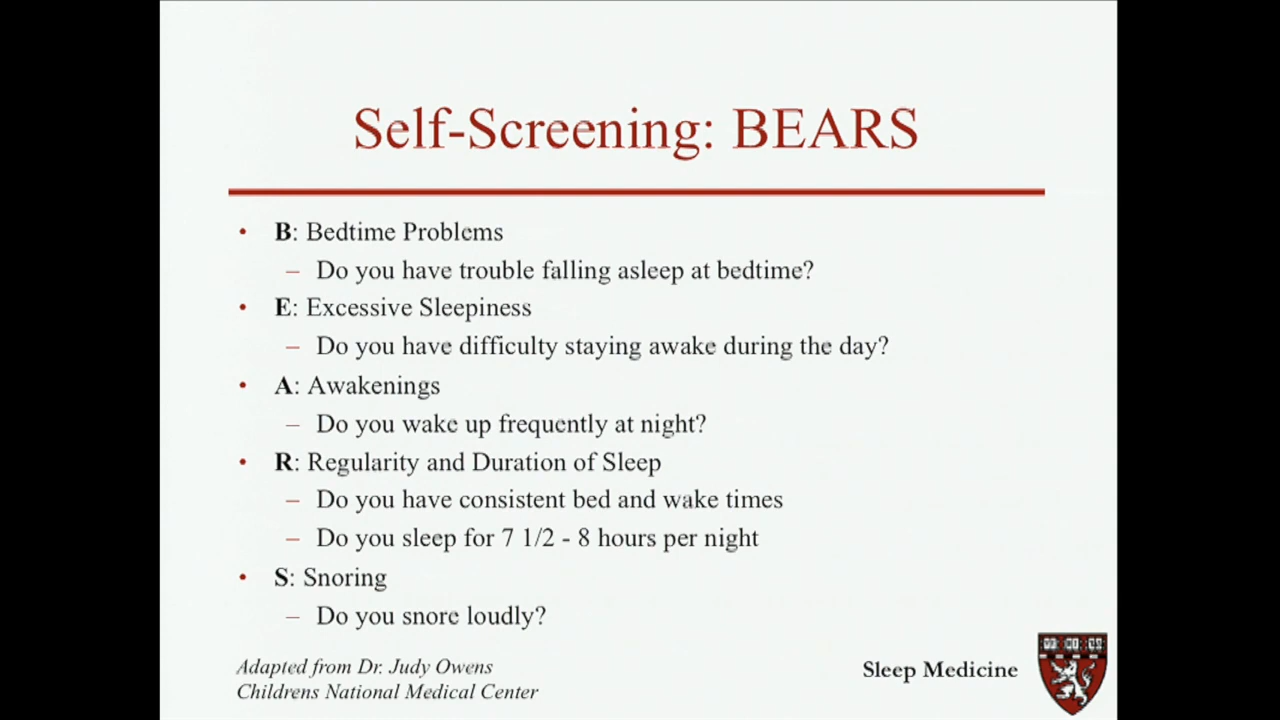 Self-Screening: BEARS
• B: Bedtime Problems
– Do you have trouble falling asleep at bedtime?
• E: Excessive Sleepiness
– Do you have difficulty staying awake during the day?
• A: Awakenings
– Do you wake up frequently at night?
• R: Regularity and Duration of Sleep
– Do you have consistent bed and wake times
– Do you sleep for 7 1/2 - 8 hours per night
• S: Snoring
– Do you snore loudly?
Adapted from Dr. Judy Owens
Childrens National Medical Center
Sleep Medicine